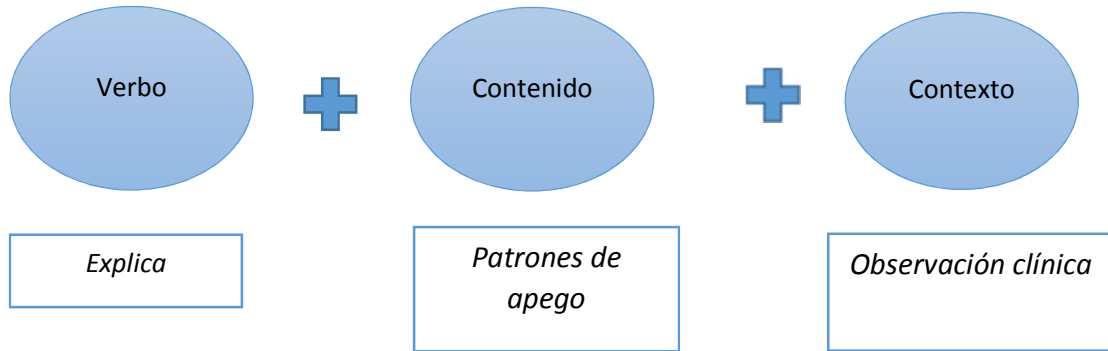 Verbo
Contenido
Contexto
Explica
Patrones de
apego
Observación clínica